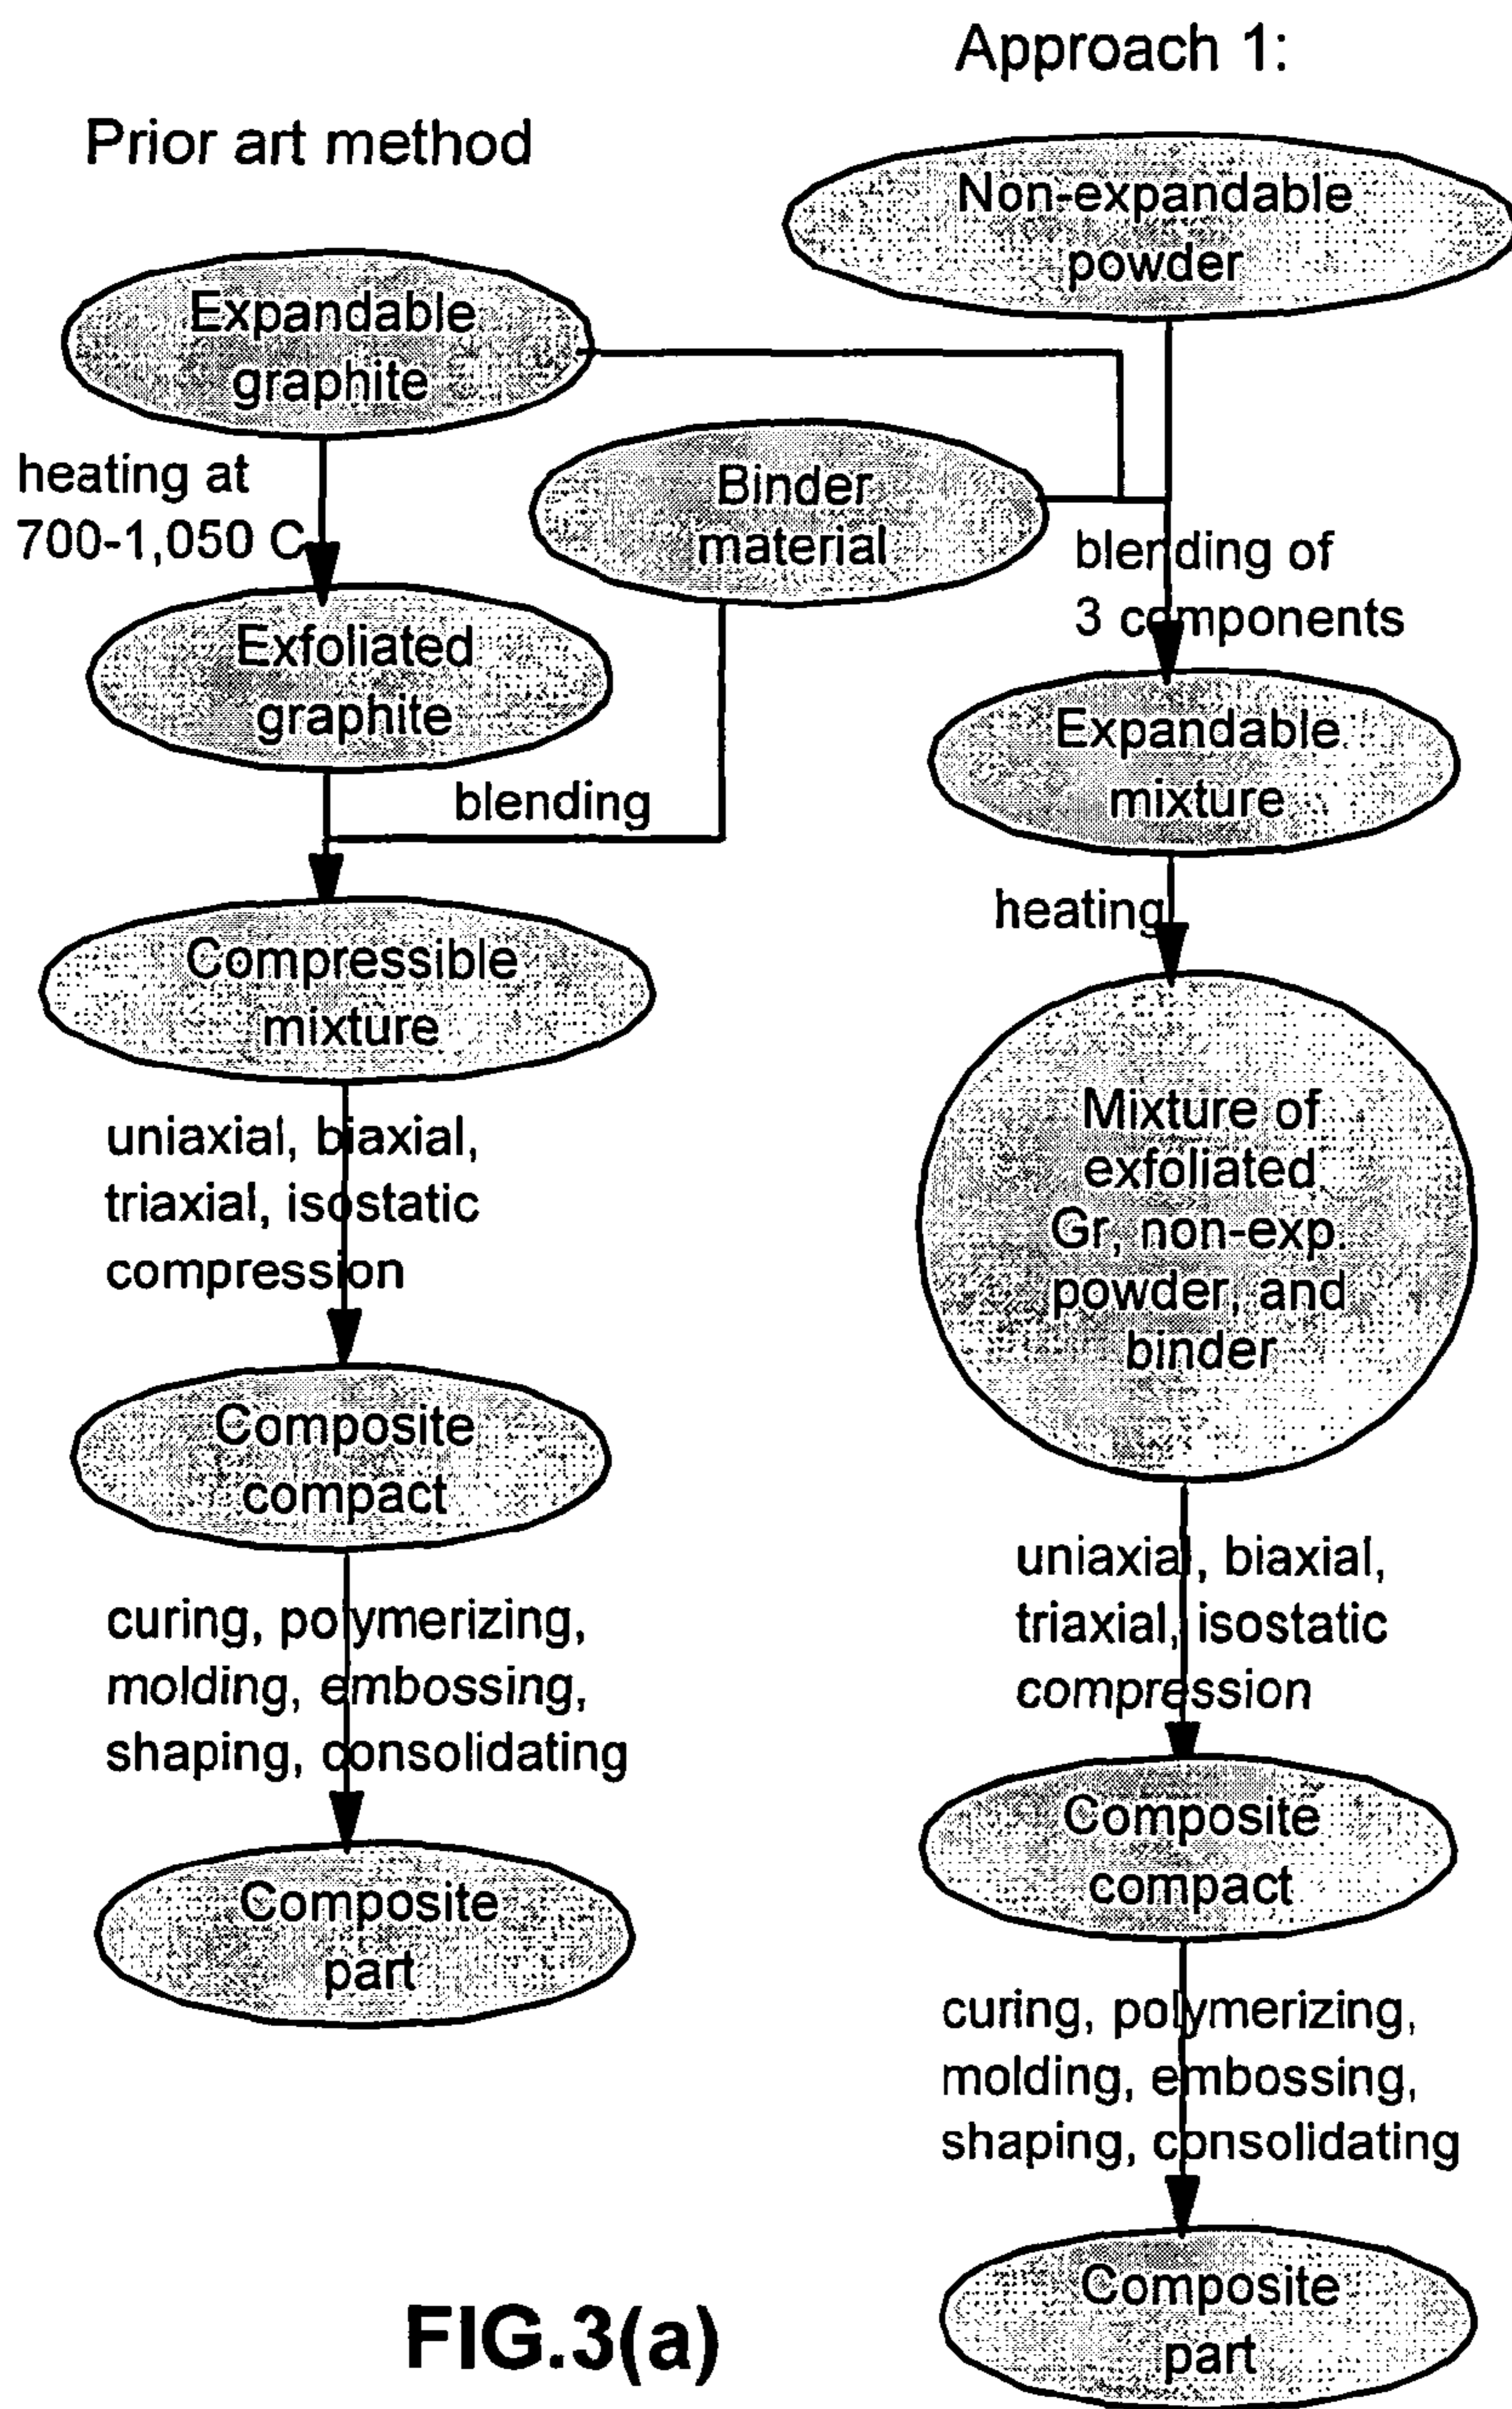 Prior art method
Expandable
graphite
heating at
700-1,050 C
Exfoliated
graphite
Binder
material
blending
Compressible
mixture
uniaxial, biaxial,
triaxial, isostatic
compression
Composite
compact
curing, polymerizing,
molding, embossing,
shaping, consolidating
Composite
part
Approach 1:
Non-expandable
powder
blending of
3 components
Expandable
mixture
heating
Mixture of
exfoliated
Gr, non-exp.
powder, and
binder
uniaxial, biaxial,
triaxial, isostatic
compression
Composite
compact
curing, polymerizing,
molding, embossing,
shaping, consolidating
Composite
part
FIG.3(a)